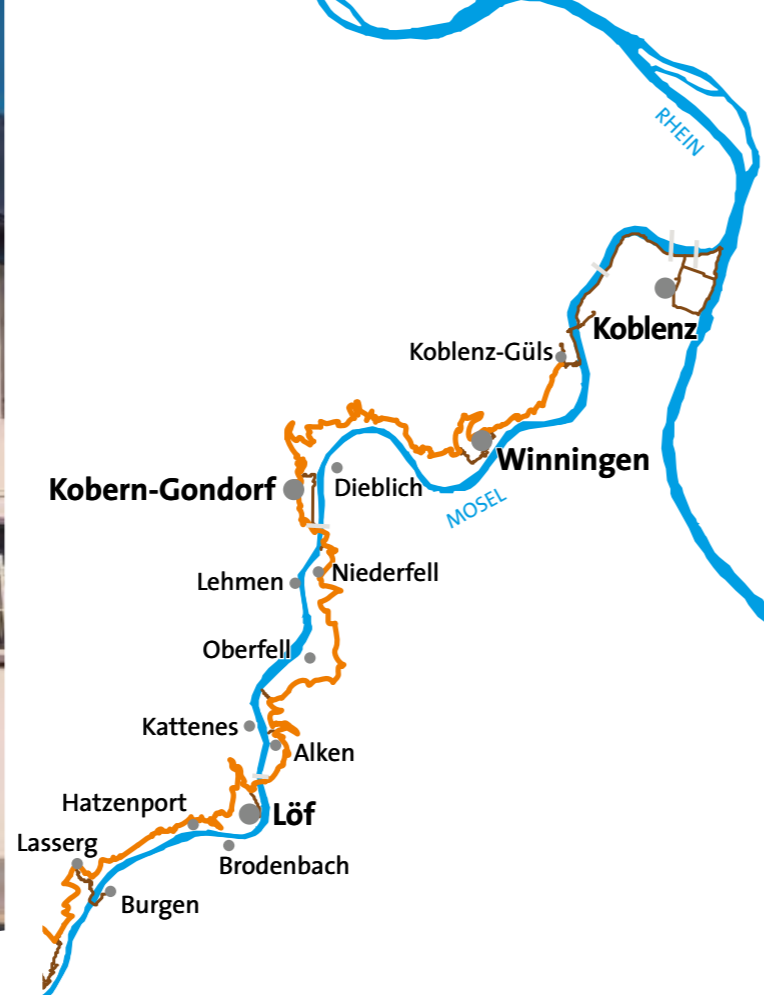 RHEIN
Koblenz
Koblenz-Güls
Winningen
Kobern-Gondorf
Dieblich
MOSEL
Niederfell
Lehmen
Oberfell
Kattenes
Alken
Hatzenport
Löf
Lasserg
Brodenbach
Burgen